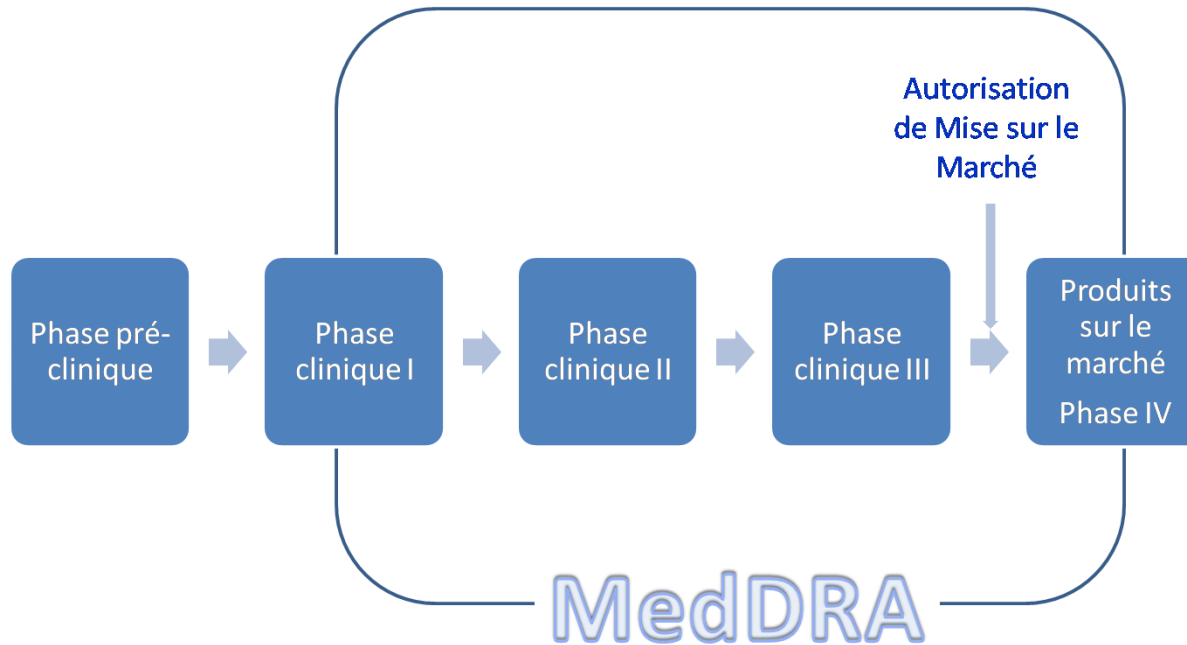 Autorisation
de Mise sur le
Marché
Phase pré-
clinique
Phase
clinique I
Phase
clinique II
Phase
clinique III
Produits
sur le
marché
Phase IV
MedDRA